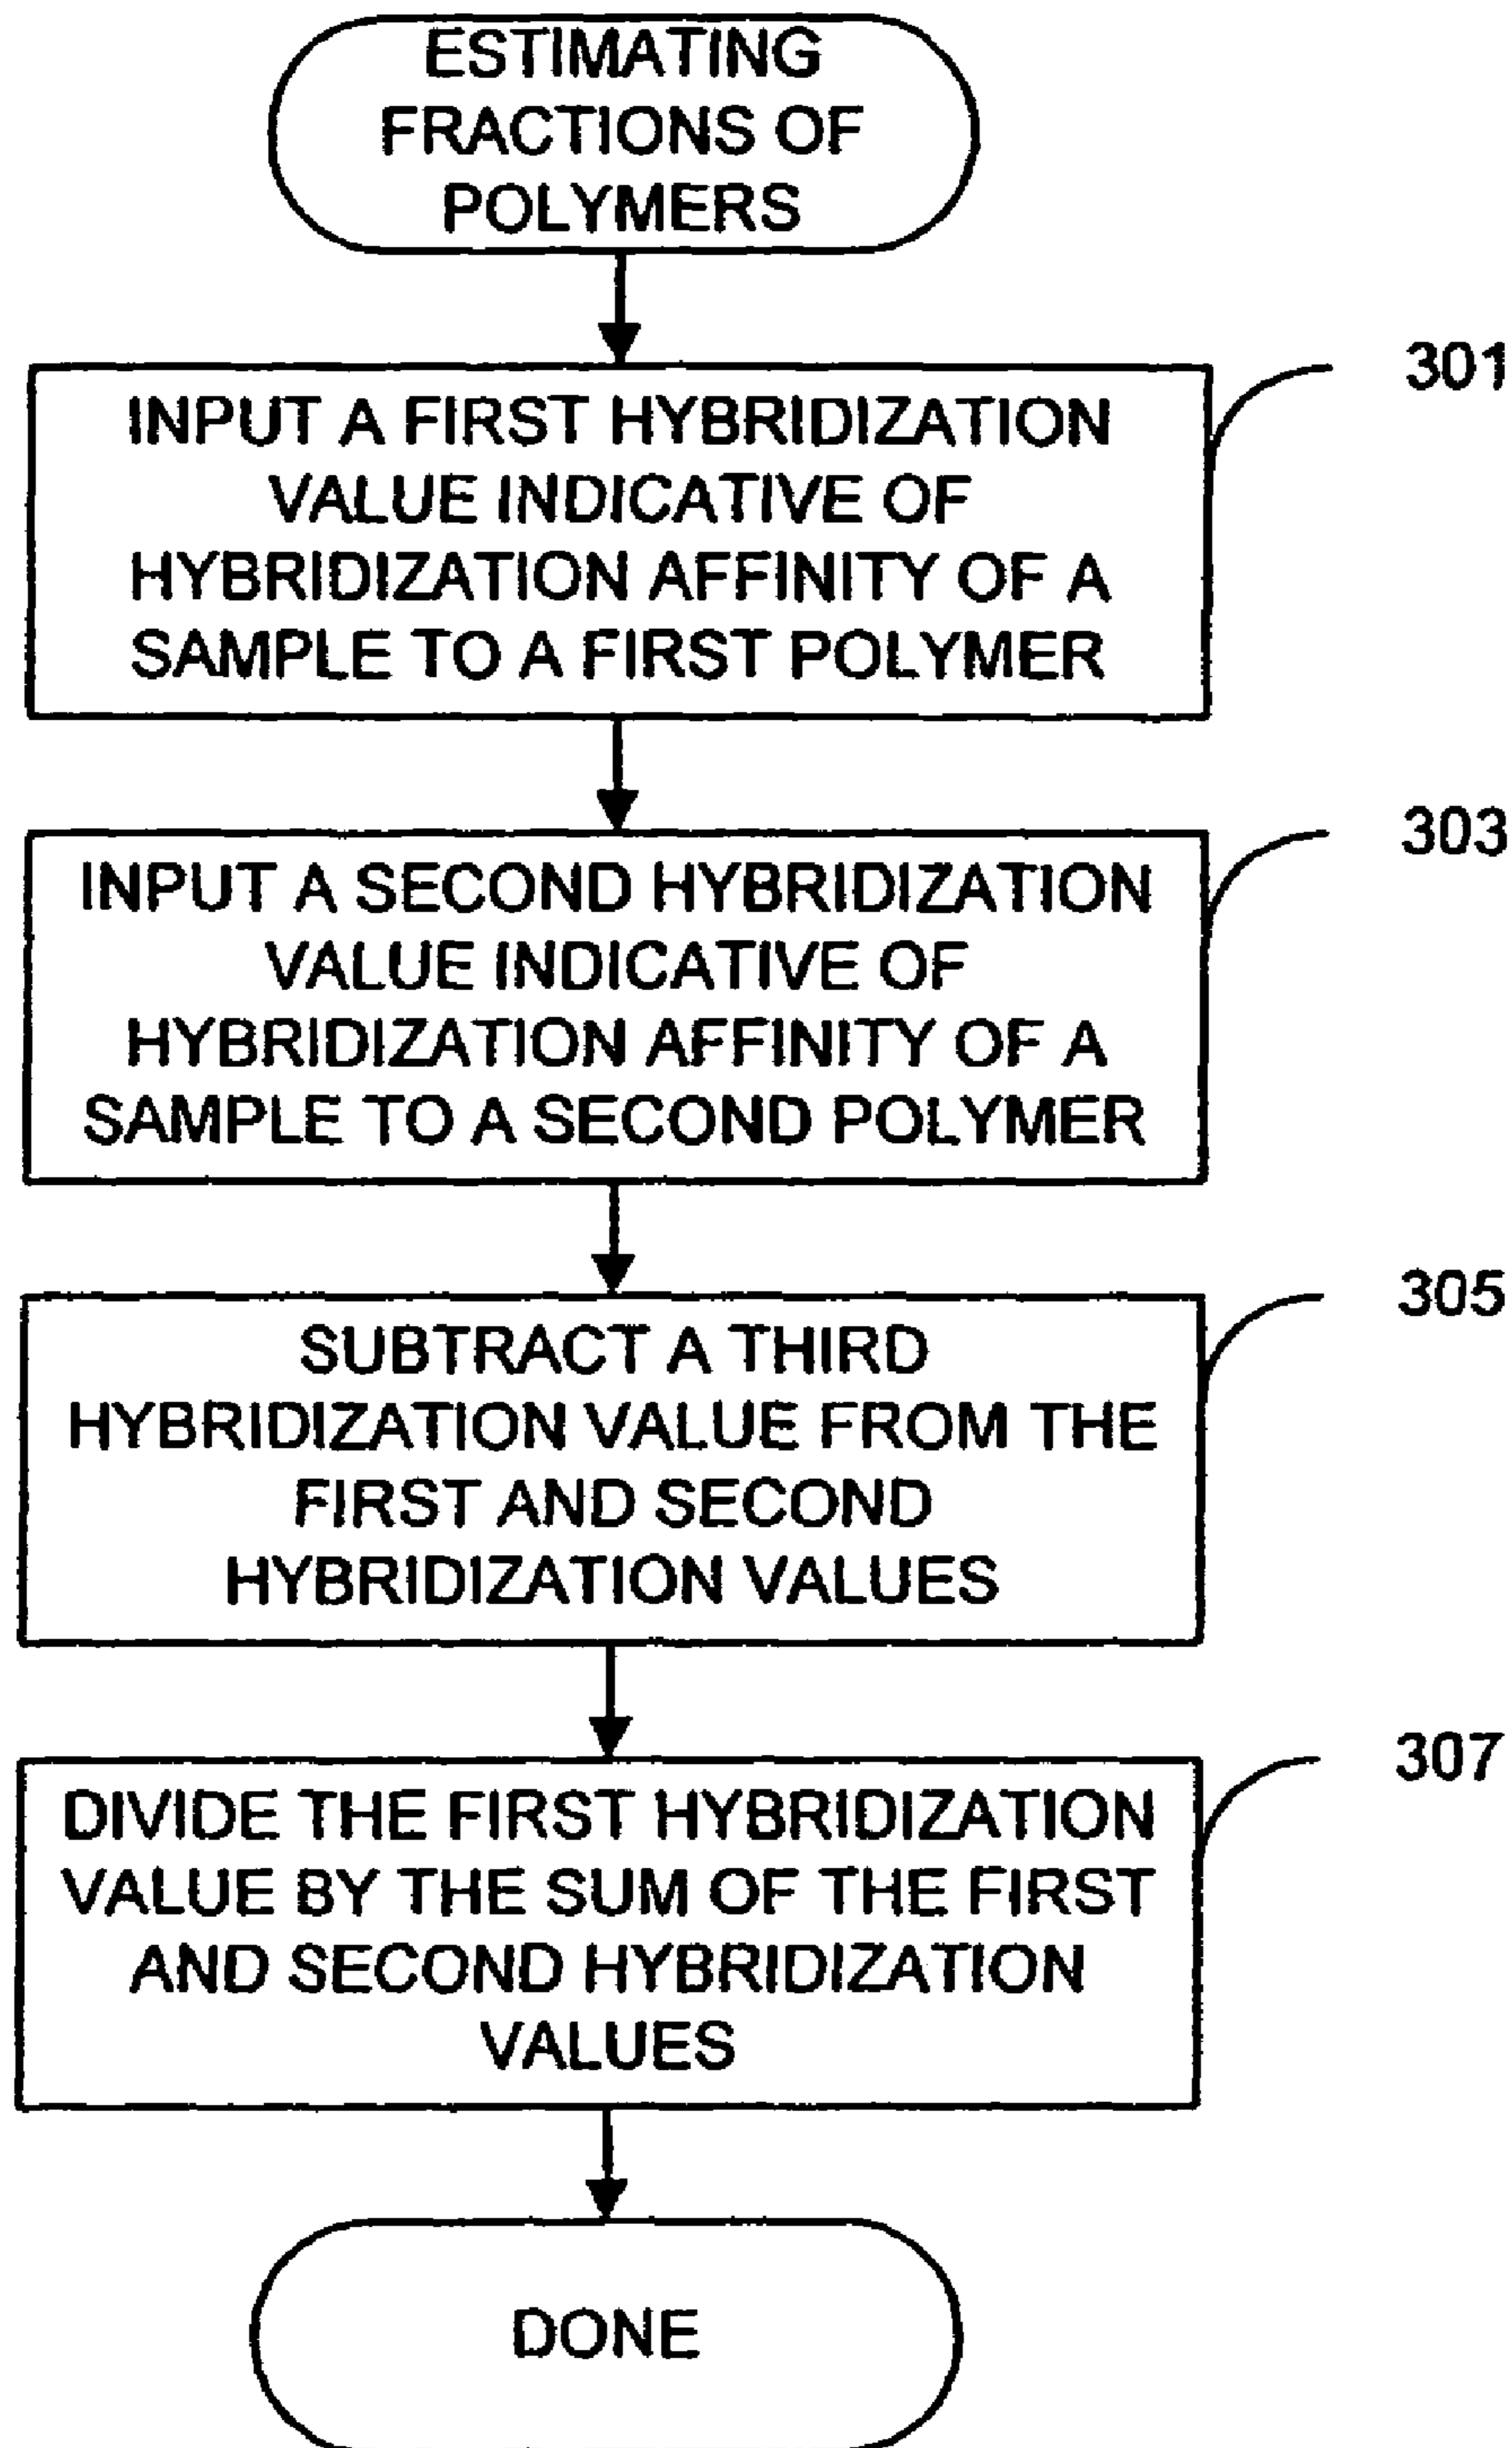 ESTIMATING
FRACTIONS OF
POLYMERS
301
INPUT A FIRST HYBRIDIZATION
VALUE INDICATIVE OF
HYBRIDIZATION AFFINITY OF A
SAMPLE TO A FIRST POLYMER
303
INPUT A SECOND HYBRIDIZATION
VALUE INDICATIVE OF
HYBRIDIZATION AFFINITY OF A
SAMPLE TO A SECOND POLYMER
305
SUBTRACT A THIRD
HYBRIDIZATION VALUE FROM THE
FIRST AND SECOND
HYBRIDIZATION VALUES
307
DIVIDE THE FIRST HYBRIDIZATION
VALUE BY THE SUM OF THE FIRST
AND SECOND HYBRIDIZATION
VALUES
DONE